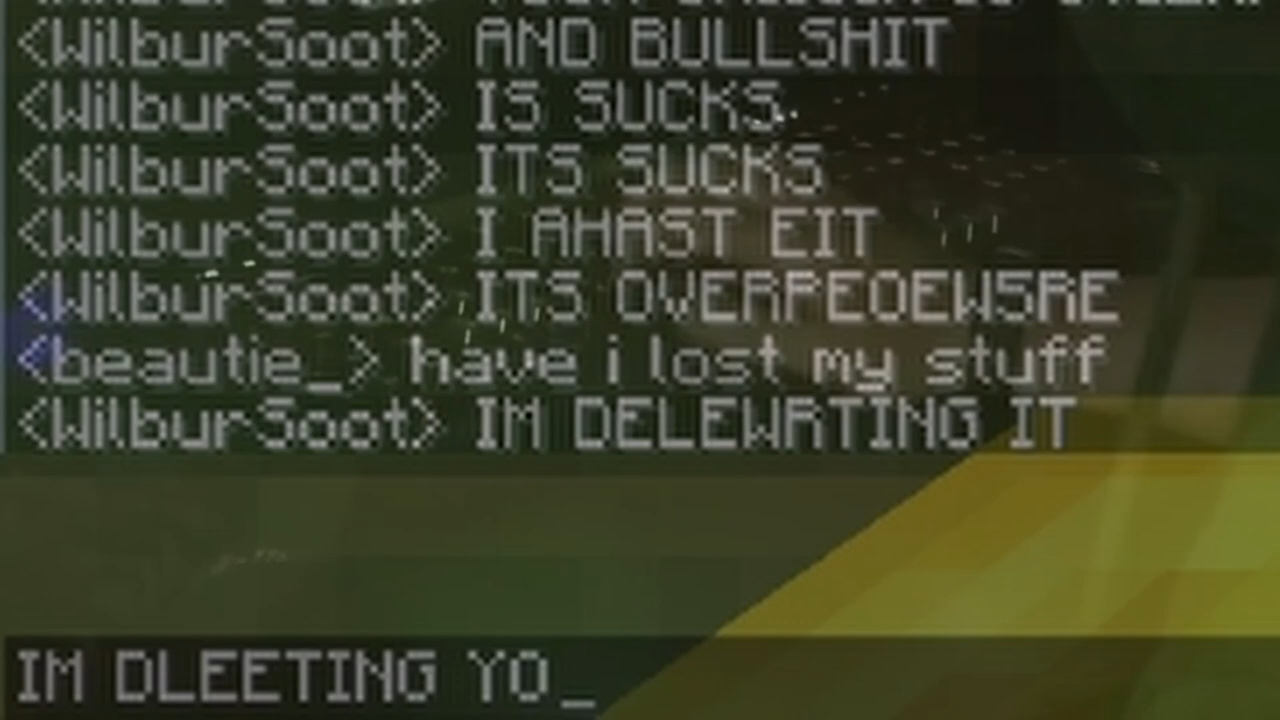 <WilburSoot> AND BULLSHIT
<WilburSoot> IS SUCKS
<WilburSoot> ITS SUCKS
<WilburSoot> I AHAST EIT
<WilburSoot> ITS OVERPEOEWSRE
<beautie_> have i lost my stuff
<WilburSoot> IM DELEWRTING IT
IM DLEETING YO_